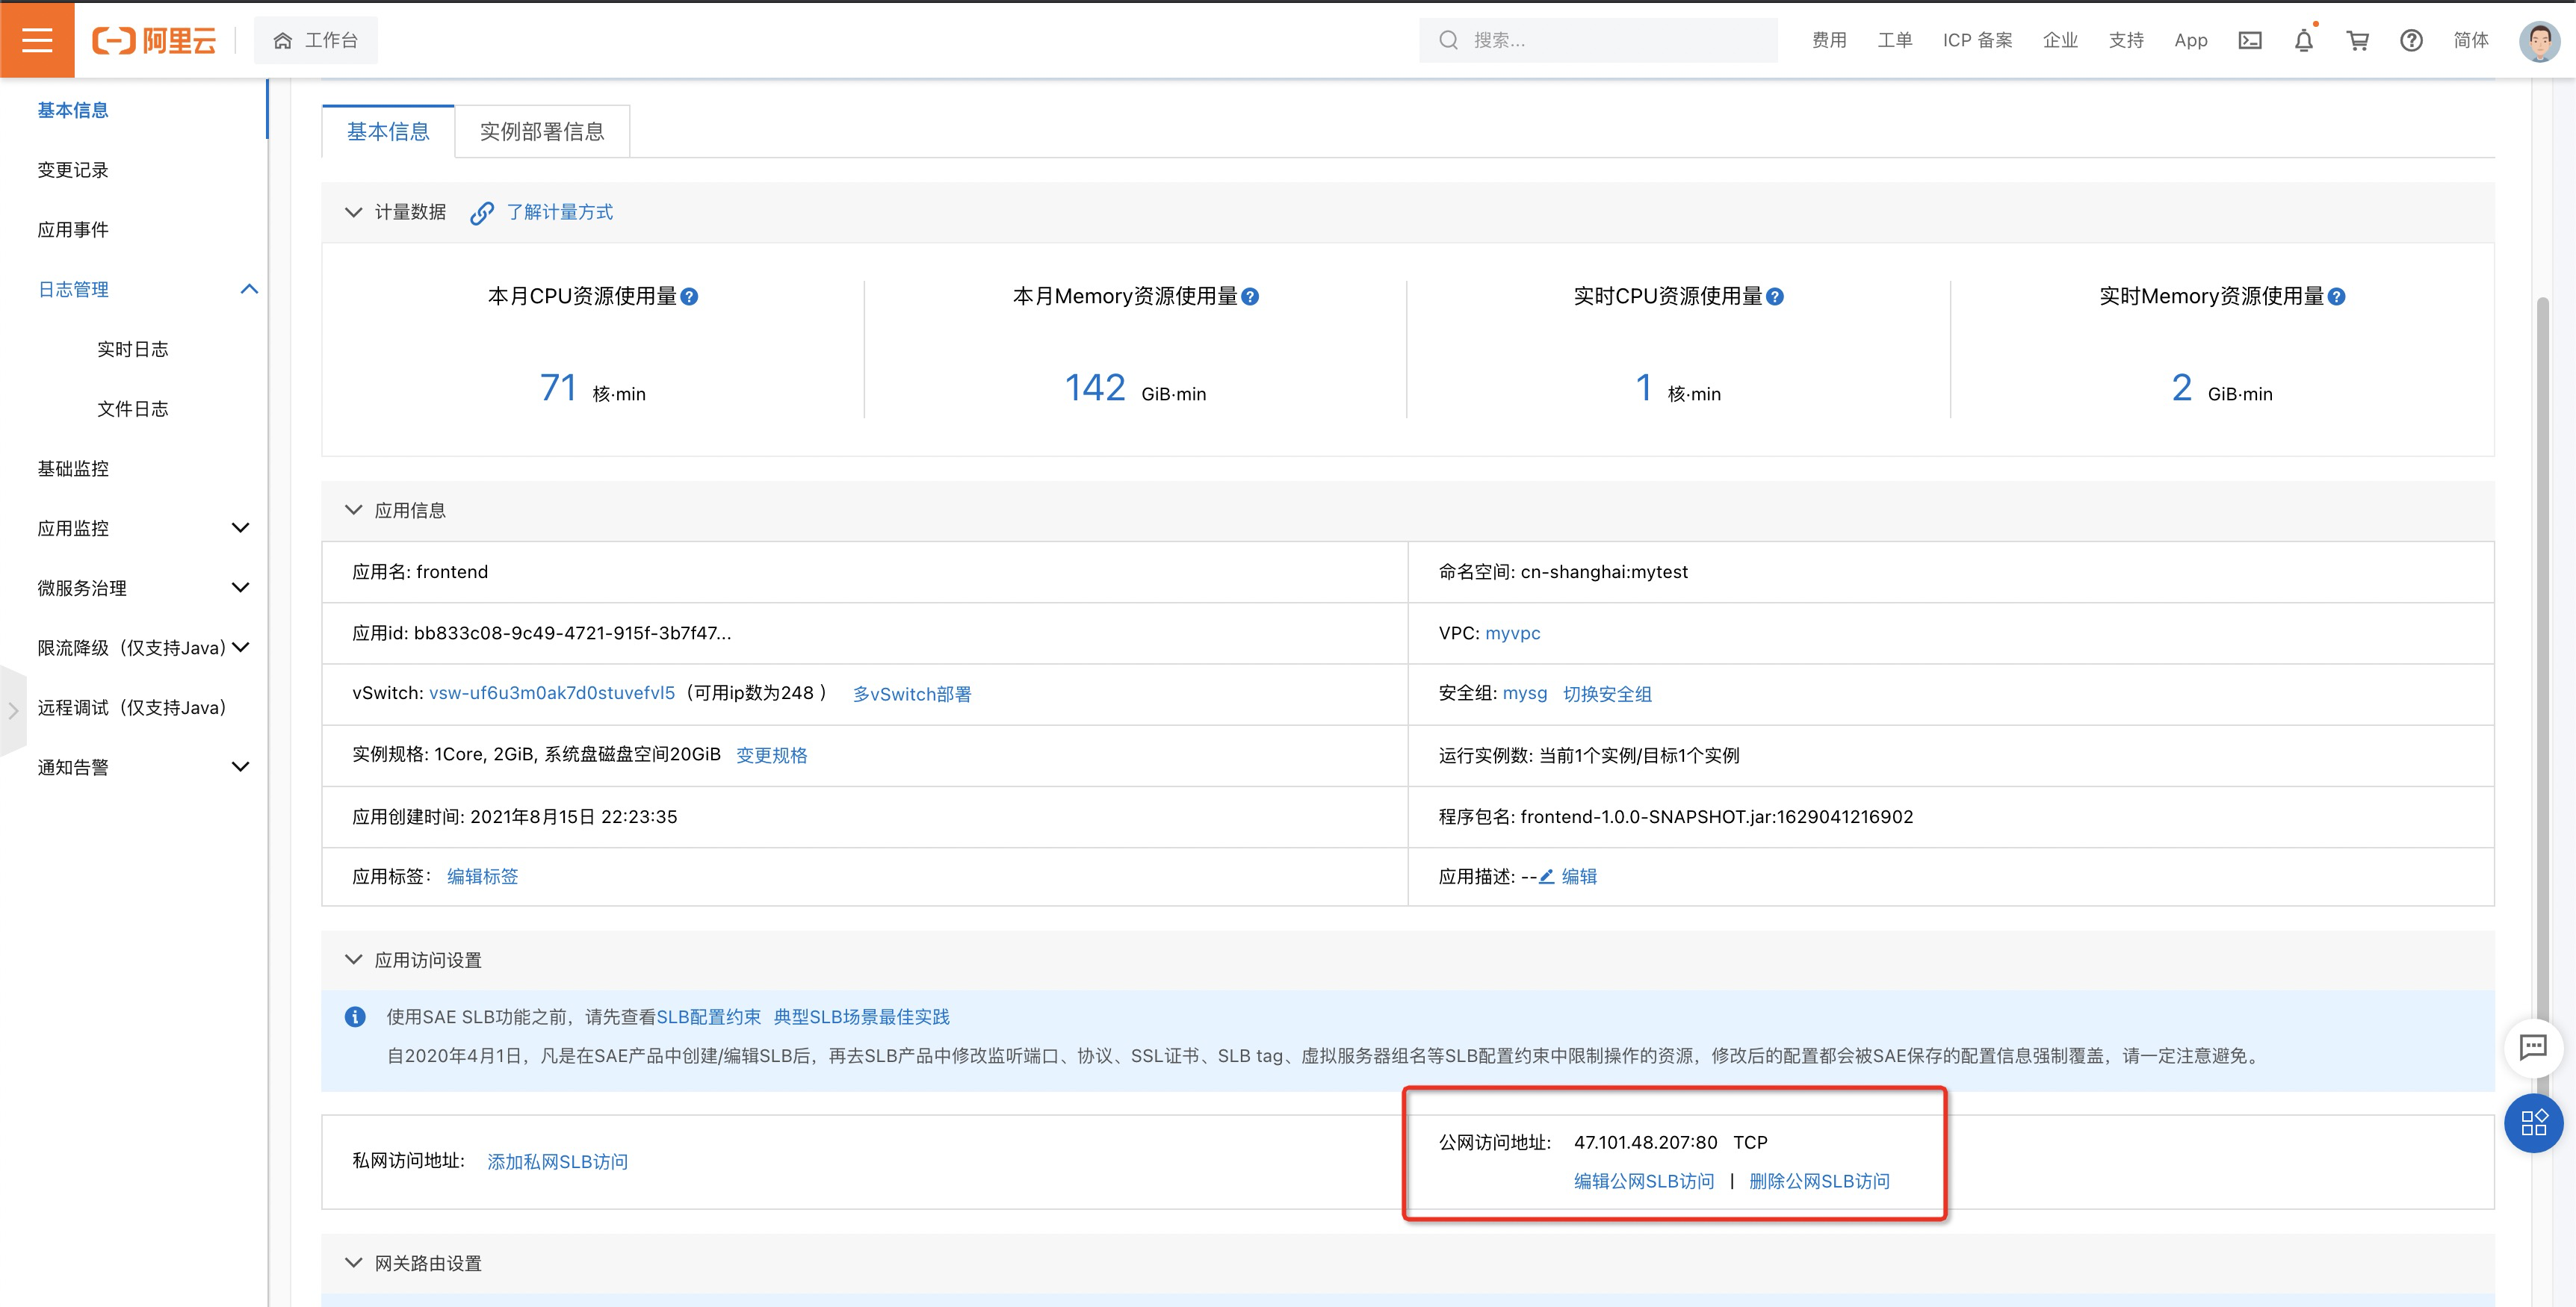 阿里云
工作台
搜索...
费用
工单
ICP 备案
企业
支持
App
简体
基本信息
变更记录
应用事件
日志管理
实时日志
文件日志
基础监控
应用监控
微服务治理
限流降级（仅支持Java）
远程调试（仅支持Java）
通知告警
基本信息
实例部署信息
计量数据
了解计量方式
本月CPU资源使用量
71 核·min
本月Memory资源使用量
142 GiB·min
实时CPU资源使用量
1 核·min
实时Memory资源使用量
2 GiB·min
应用信息
应用名: frontend
命名空间: cn-shanghai:mytest
应用id: bb833c08-9c49-4721-915f-3b7f47...
VPC: myvpc
vSwitch: vsw-uf6u3m0ak7d0stuvefvl5（可用ip数为248 ） 多vSwitch部署
安全组: mysg 切换安全组
实例规格: 1Core, 2GiB, 系统盘磁盘空间20GiB 变更规格
运行实例数: 当前1个实例/目标1个实例
应用创建时间: 2021年8月15日 22:23:35
程序包名: frontend-1.0.0-SNAPSHOT.jar:1629041216902
应用标签： 编辑标签
应用描述: -- 编辑
应用访问设置
使用SAE SLB功能之前，请先查看SLB配置约束 典型SLB场景最佳实践
自2020年4月1日，凡是在SAE产品中创建/编辑SLB后，再去SLB产品中修改监听端口、协议、SSL证书、SLB tag、虚拟服务器组名等SLB配置约束中限制操作的资源，修改后的配置都会被SAE保存的配置信息强制覆盖，请一定注意避免。
私网访问地址: 添加私网SLB访问
公网访问地址: 47.101.48.207:80 TCP
编辑公网SLB访问 | 删除公网SLB访问
网关路由设置